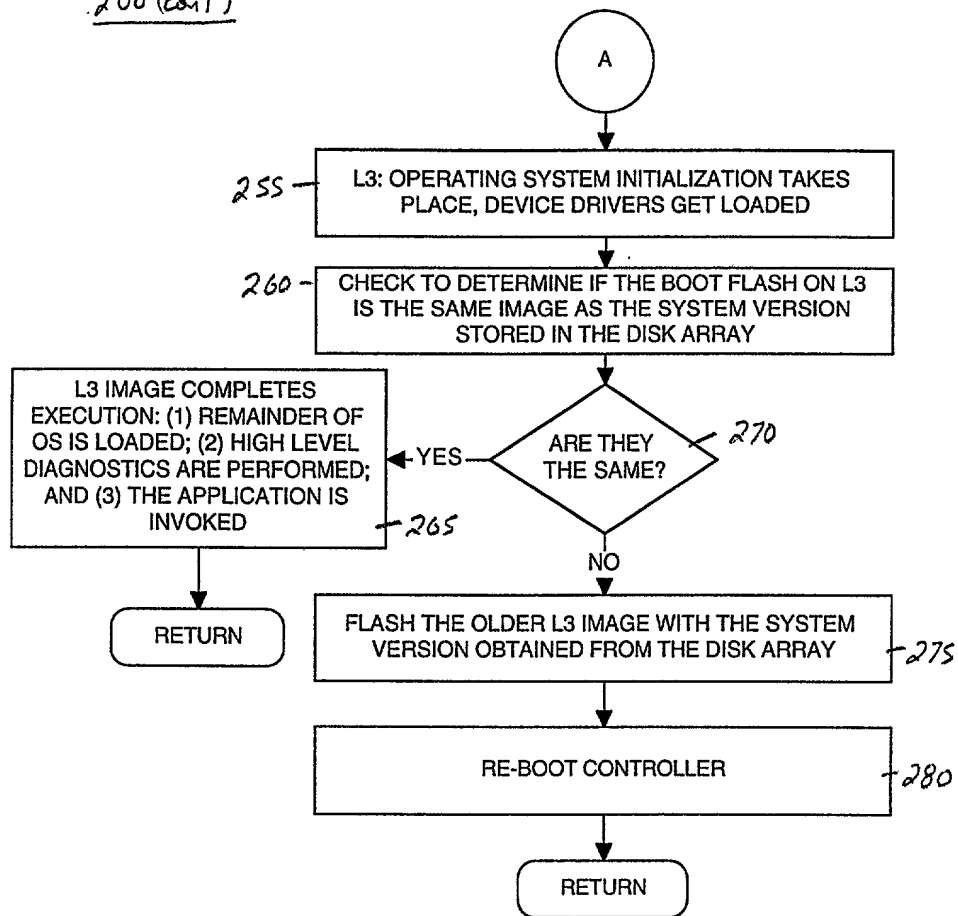 200 (cont)
A
255
L3: OPERATING SYSTEM INITIALIZATION TAKES
PLACE, DEVICE DRIVERS GET LOADED
260
CHECK TO DETERMINE IF THE BOOT FLASH ON L3
IS THE SAME IMAGE AS THE SYSTEM VERSION
STORED IN THE DISK ARRAY
L3 IMAGE COMPLETES
EXECUTION: (1) REMAINDER OF
OS IS LOADED; (2) HIGH LEVEL
DIAGNOSTICS ARE PERFORMED;
AND (3) THE APPLICATION IS
INVOKED
265
YES
ARE THEY
THE SAME?
270
NO
RETURN
FLASH THE OLDER L3 IMAGE WITH THE SYSTEM
VERSION OBTAINED FROM THE DISK ARRAY
275
RE-BOOT CONTROLLER
280
RETURN